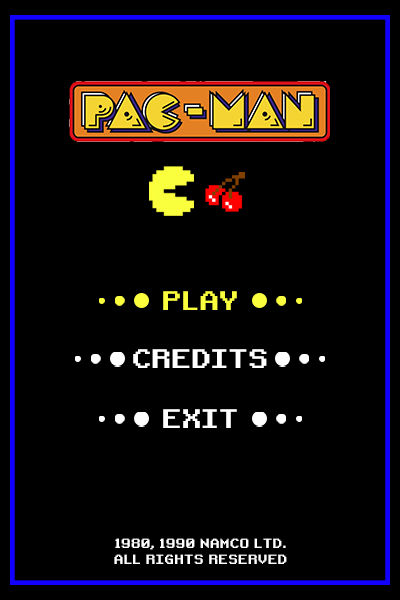 PAC-MAN
PLAY
CREDITS
EXIT
1980, 1990 NAMCO LTD.
ALL RIGHTS RESERVED